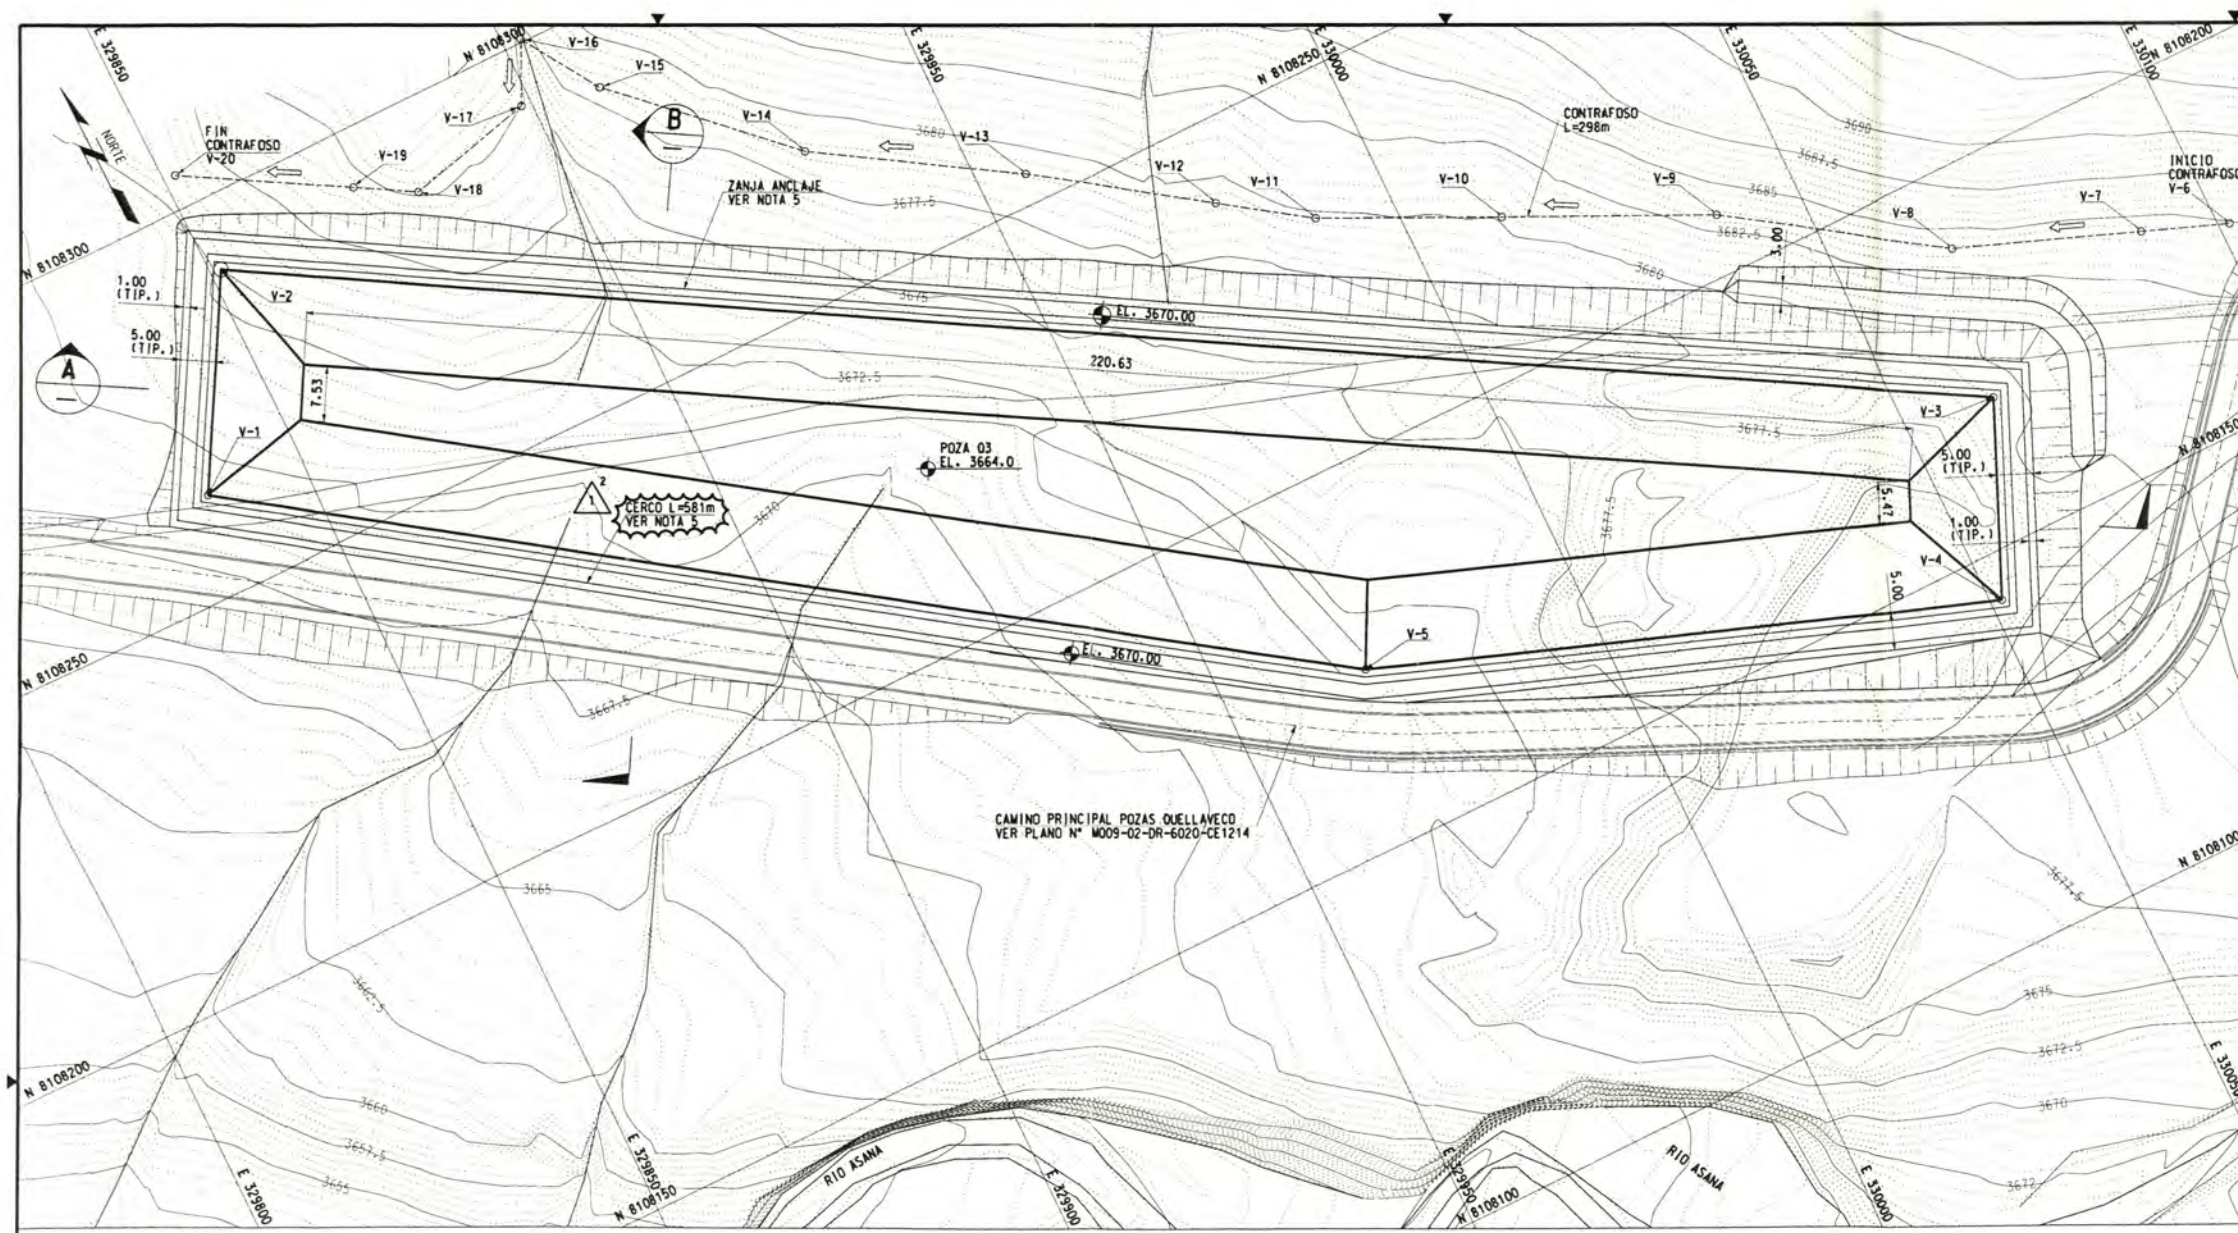 E 329850
N 8108300
V-16
V-15
E 329950
N 8108250
E 330000
E 330050
E 330100
N 8108200
NORTE
FIN
CONTRAFOSO
V-20
V-19
V-18
V-17
B
V-14
3680
V-13
V-12
V-11
CONTRAFOSO
L=298m
V-10
V-9
3690
3687.5
3685
3682.5
3680
V-8
V-7
INICIO
CONTRAFOSO
V-6
ZANJA ANCLAJE
VER NOTA 5
3677.5
N 8108300
1.00
(TIP.)
5.00
(TIP.)
A
V-2
3675
EL. 3670.00
3.00
220.63
3672.5
7.53
V-1
V-3
3677.5
5.00
(TIP.)
N 8108150
POZA 03
EL. 3664.0
2
1
CERCO L=581m
VER NOTA 5
3670
3677.5
5.47
1.00
(TIP.)
V-4
5.00
V-5
EL. 3670.00
N 8108250
3667.5
CAMINO PRINCIPAL POZAS QUELLAVECO
VER PLANO N° M009-02-DR-6020-CE1214
N 8108100
3665
3677.5
3662.5
3675
3672.5
N 8108200
3660
3657.5
3655
E 330050
3670
RIO ASANA
RIO ASANA
3672
E 329800
E 329850
N 8108150
E 329900
E 329950
N 8108100
E 330000